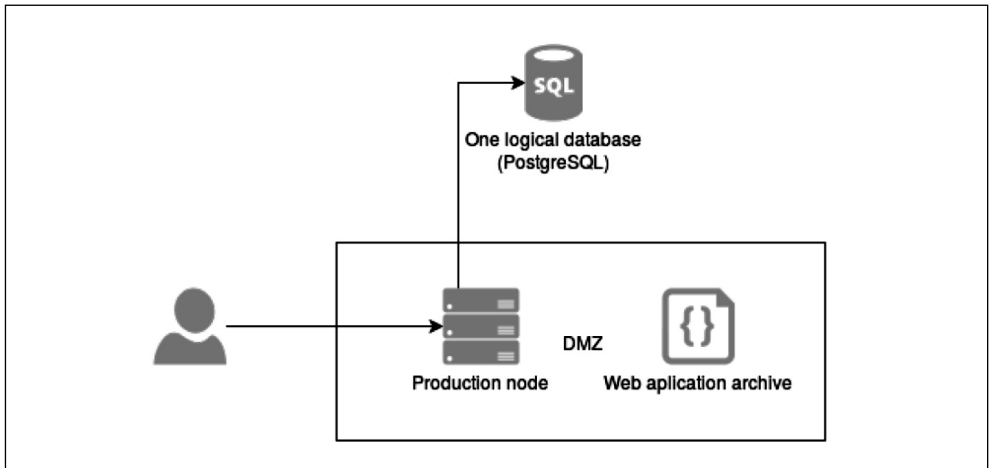 SQL
One logical database
(PostgreSQL)
{}
DMZ
Production node
Web aplication archive